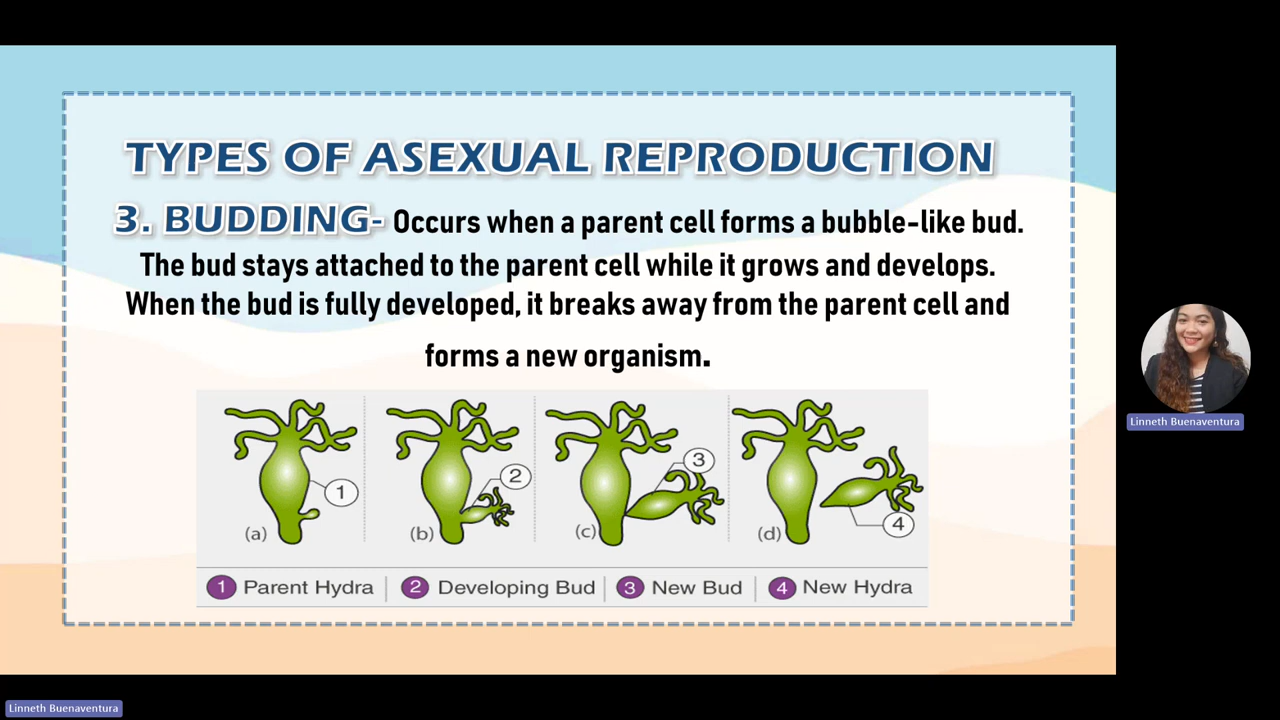 TYPES OF ASEXUAL REPRODUCTION
3. BUDDING- Occurs when a parent cell forms a bubble-like bud.
The bud stays attached to the parent cell while it grows and develops.
When the bud is fully developed, it breaks away from the parent cell and
forms a new organism.
1
2
3
4
(a)
(b)
(c)
(d)
1 Parent Hydra
2 Developing Bud
3 New Bud
4 New Hydra
Linneth Buenaventura
Linneth Buenaventura